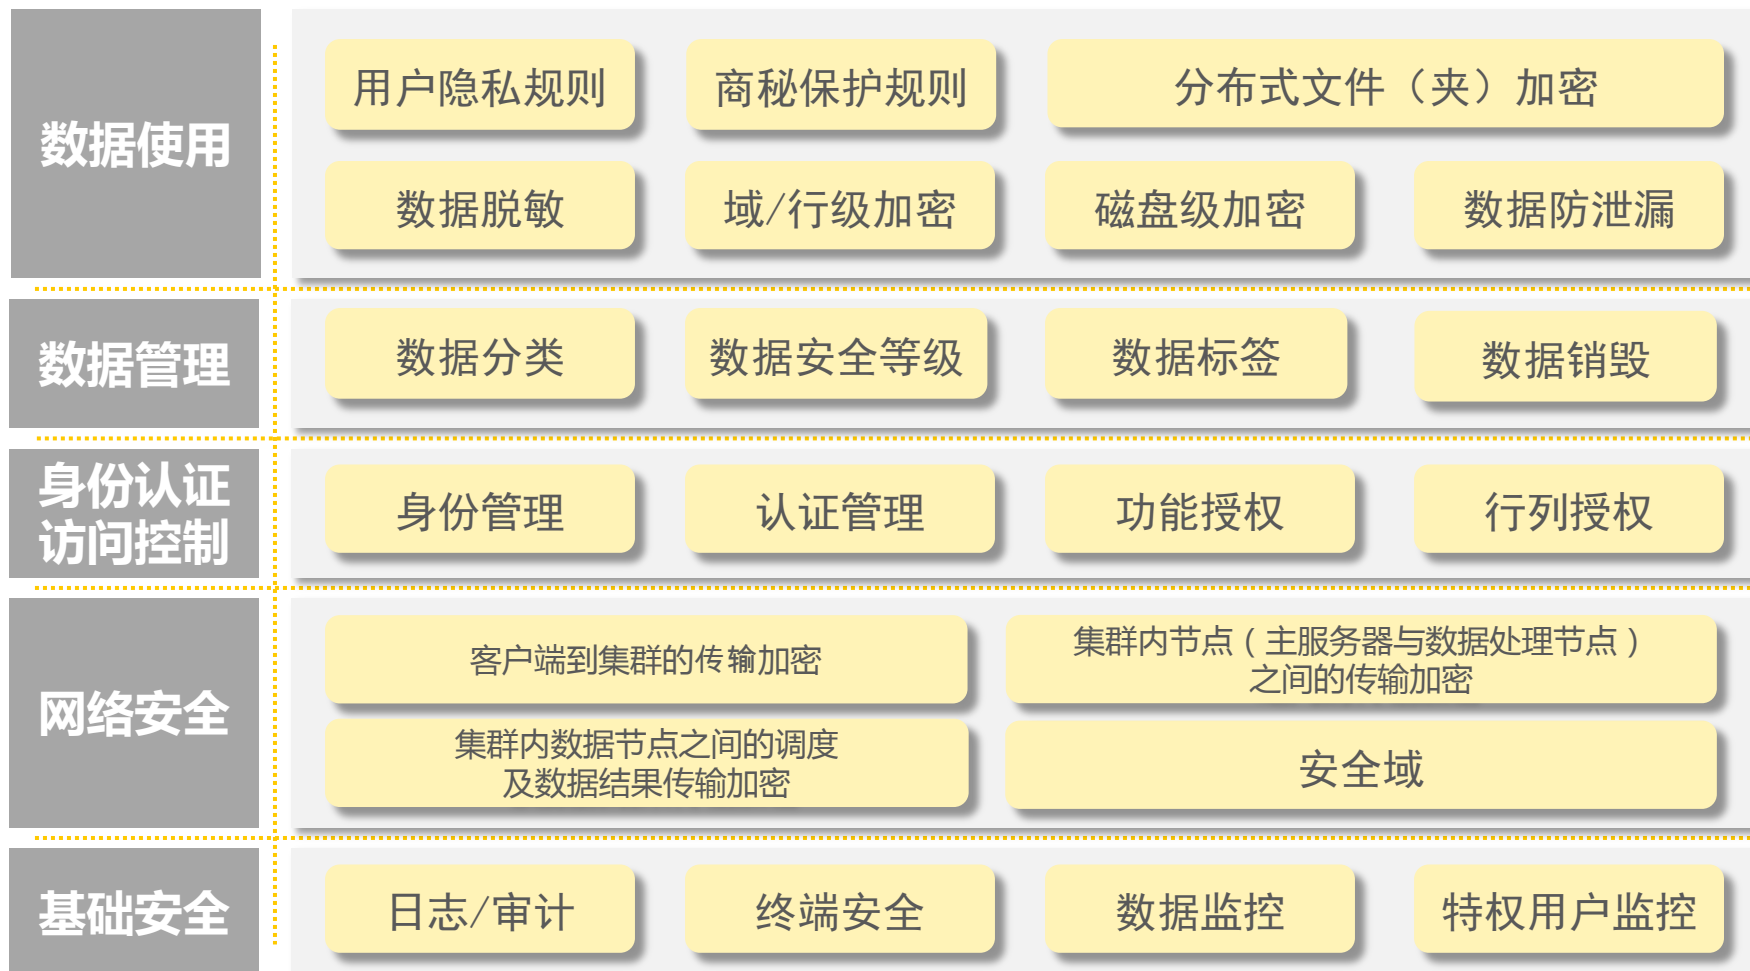 数据使用
用户隐私规则
商秘保护规则
分布式文件（夹）加密
数据脱敏
域/行级加密
磁盘级加密
数据防泄漏
数据管理
数据分类
数据安全等级
数据标签
数据销毁
身份认证
访问控制
身份管理
认证管理
功能授权
行列授权
网络安全
客户端到集群的传输加密
集群内节点（主服务器与数据处理节点）
之间的传输加密
集群内数据节点之间的调度
及数据结果传输加密
安全域
基础安全
日志/审计
终端安全
数据监控
特权用户监控